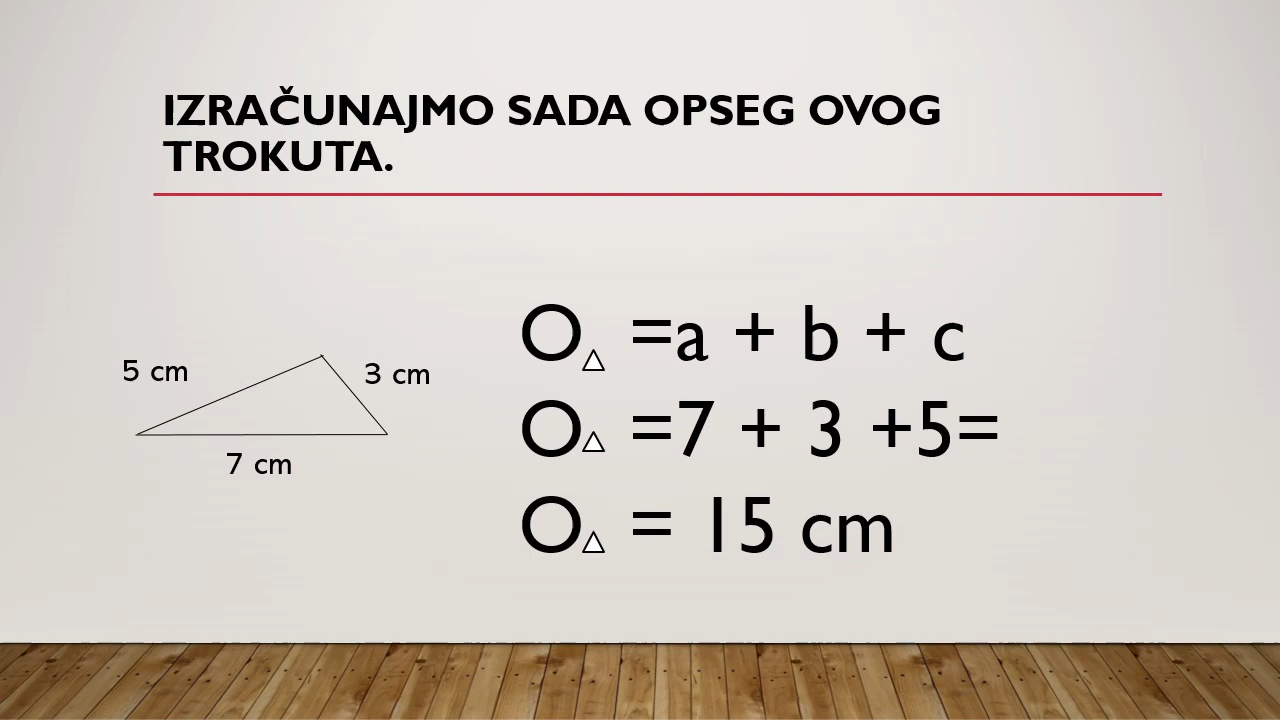 IZRAČUNAJMO SADA OPSEG OVOG
TROKUTA.
5 cm
3 cm
7 cm
O△ =a + b + c
O△ =7 + 3 +5=
O△ = 15 cm